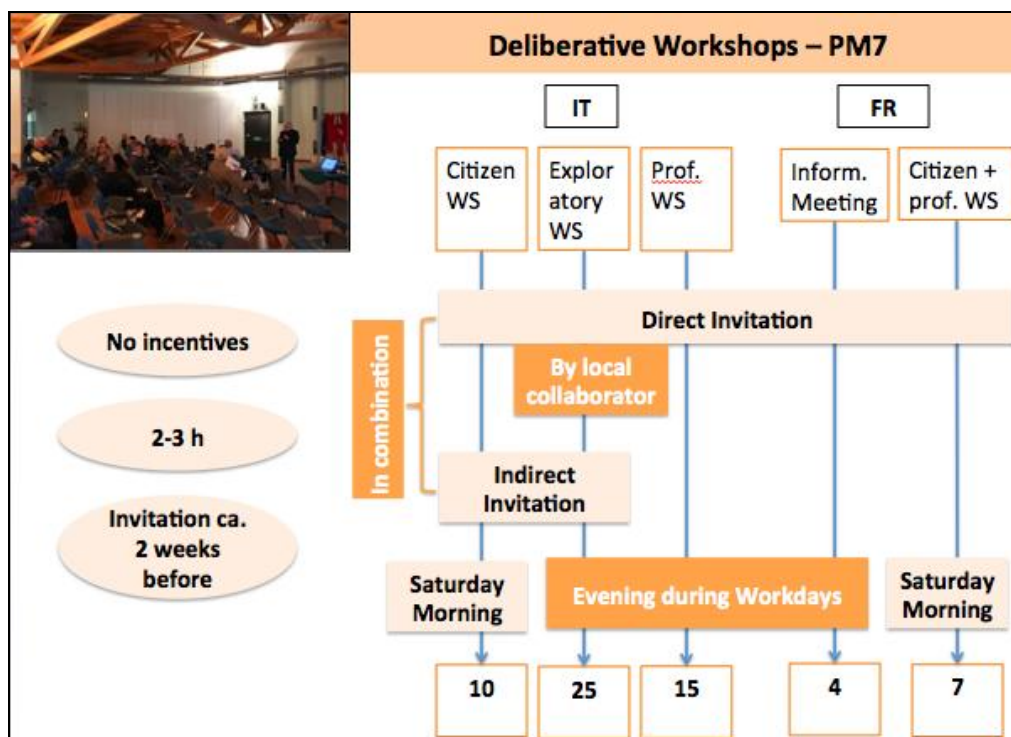 Deliberative Workshops – PM7
IT
FR
Citizen
WS
Explor
atory
WS
Prof.
WS
Inform.
Meeting
Citizen +
prof. WS
Direct Invitation
No incentives
In combination
By local
collaborator
2-3 h
Indirect
Invitation
Invitation ca.
2 weeks
before
Saturday
Morning
Evening during Workdays
Saturday
Morning
10
25
15
4
7